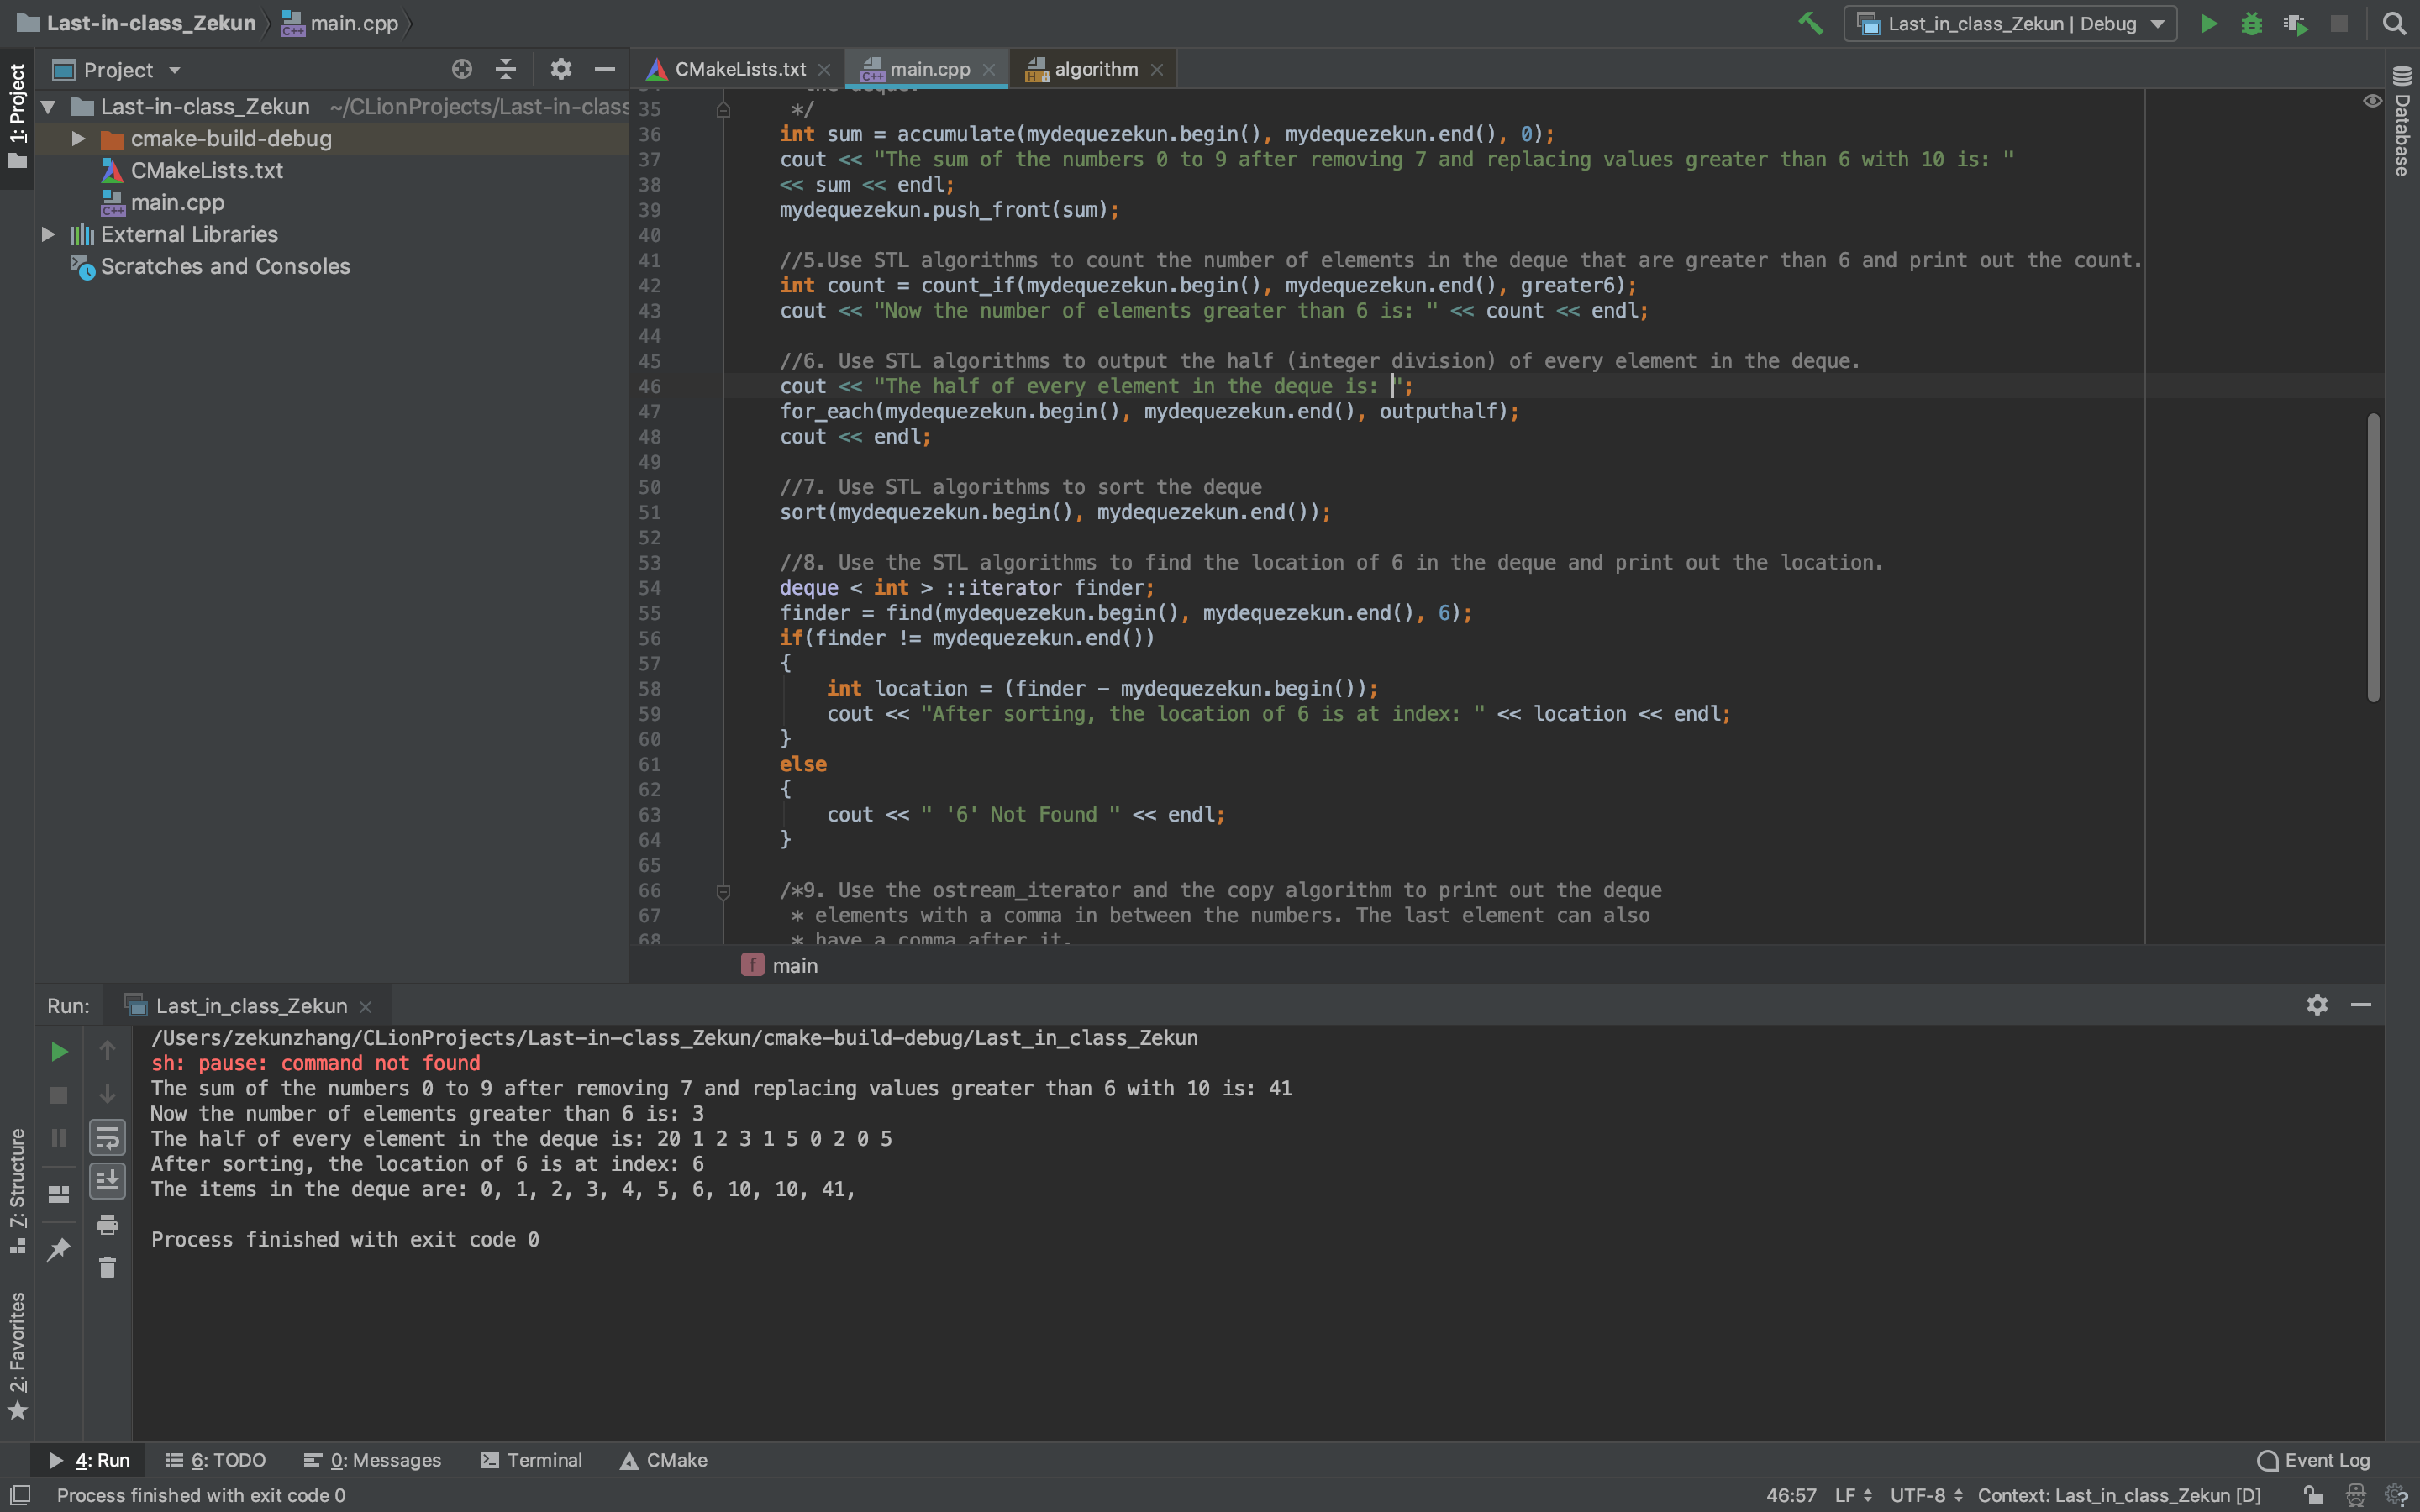 Last-in-class_Zekun
main.cpp
Last_in_class_Zekun | Debug
1: Project
Project
CMakeLists.txt
main.cpp
algorithm
Database
Last-in-class_Zekun ~/CLionProjects/Last-in-class
cmake-build-debug
CMakeLists.txt
main.cpp
External Libraries
Scratches and Consoles
the deque.
35 */
36 int sum = accumulate(mydequezekun.begin(), mydequezekun.end(), 0);
37 cout << "The sum of the numbers 0 to 9 after removing 7 and replacing values greater than 6 with 10 is: "
38 << sum << endl;
39 mydequezekun.push_front(sum);
40
41 //5.Use STL algorithms to count the number of elements in the deque that are greater than 6 and print out the count.
42 int count = count_if(mydequezekun.begin(), mydequezekun.end(), greater6);
43 cout << "Now the number of elements greater than 6 is: " << count << endl;
44
45 //6. Use STL algorithms to output the half (integer division) of every element in the deque.
46 cout << "The half of every element in the deque is: ";
47 for_each(mydequezekun.begin(), mydequezekun.end(), outputhalf);
48 cout << endl;
49
50 //7. Use STL algorithms to sort the deque
51 sort(mydequezekun.begin(), mydequezekun.end());
52
53 //8. Use the STL algorithms to find the location of 6 in the deque and print out the location.
54 deque < int > ::iterator finder;
55 finder = find(mydequezekun.begin(), mydequezekun.end(), 6);
56 if(finder != mydequezekun.end())
57 {
58 int location = (finder - mydequezekun.begin());
59 cout << "After sorting, the location of 6 is at index: " << location << endl;
60 }
61 else
62 {
63 cout << " '6' Not Found " << endl;
64 }
65
66 /*9. Use the ostream_iterator and the copy algorithm to print out the deque
67 * elements with a comma in between the numbers. The last element can also
68 * have a comma after it.
f main
Run:
Last_in_class_Zekun
/Users/zekunzhang/CLionProjects/Last-in-class_Zekun/cmake-build-debug/Last_in_class_Zekun
sh: pause: command not found
The sum of the numbers 0 to 9 after removing 7 and replacing values greater than 6 with 10 is: 41
Now the number of elements greater than 6 is: 3
The half of every element in the deque is: 20 1 2 3 1 5 0 2 0 5
After sorting, the location of 6 is at index: 6
The items in the deque are: 0, 1, 2, 3, 4, 5, 6, 10, 10, 41,
Process finished with exit code 0
7: Structure
2: Favorites
4: Run
6: TODO
0: Messages
Terminal
CMake
Event Log
Process finished with exit code 0
46:57
LF
UTF-8
Context: Last_in_class_Zekun [D]